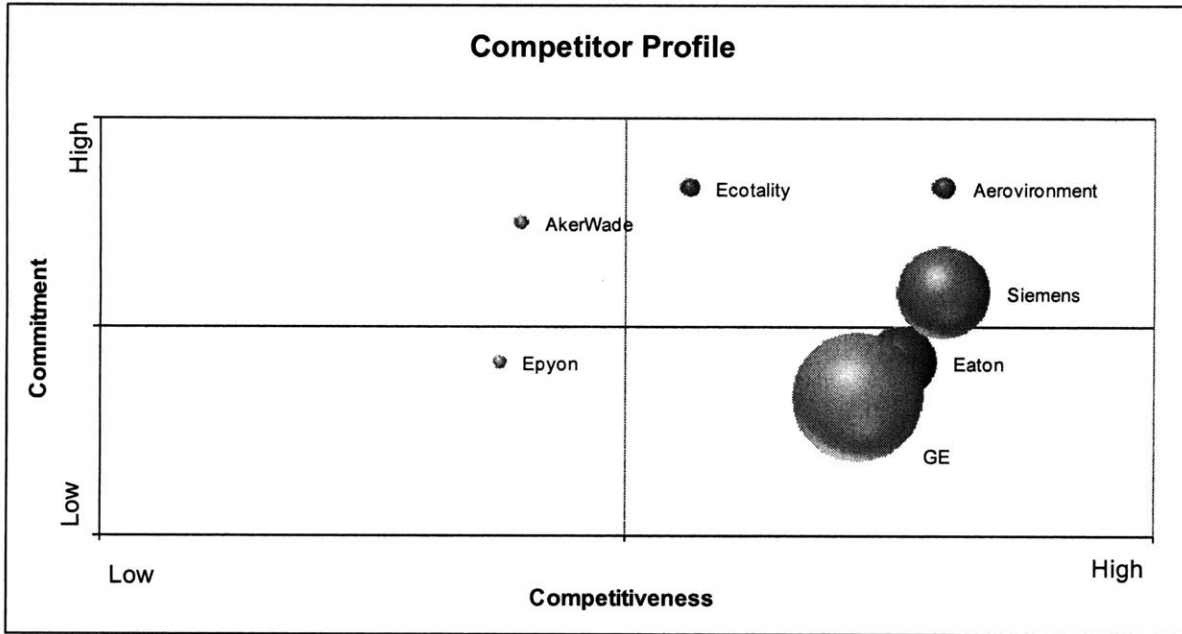 Competitor Profile
High
Ecotality
Aerovironment
AkerWade
Siemens
Commitment
Epyon
Eaton
GE
Low
Low
High
Competitiveness